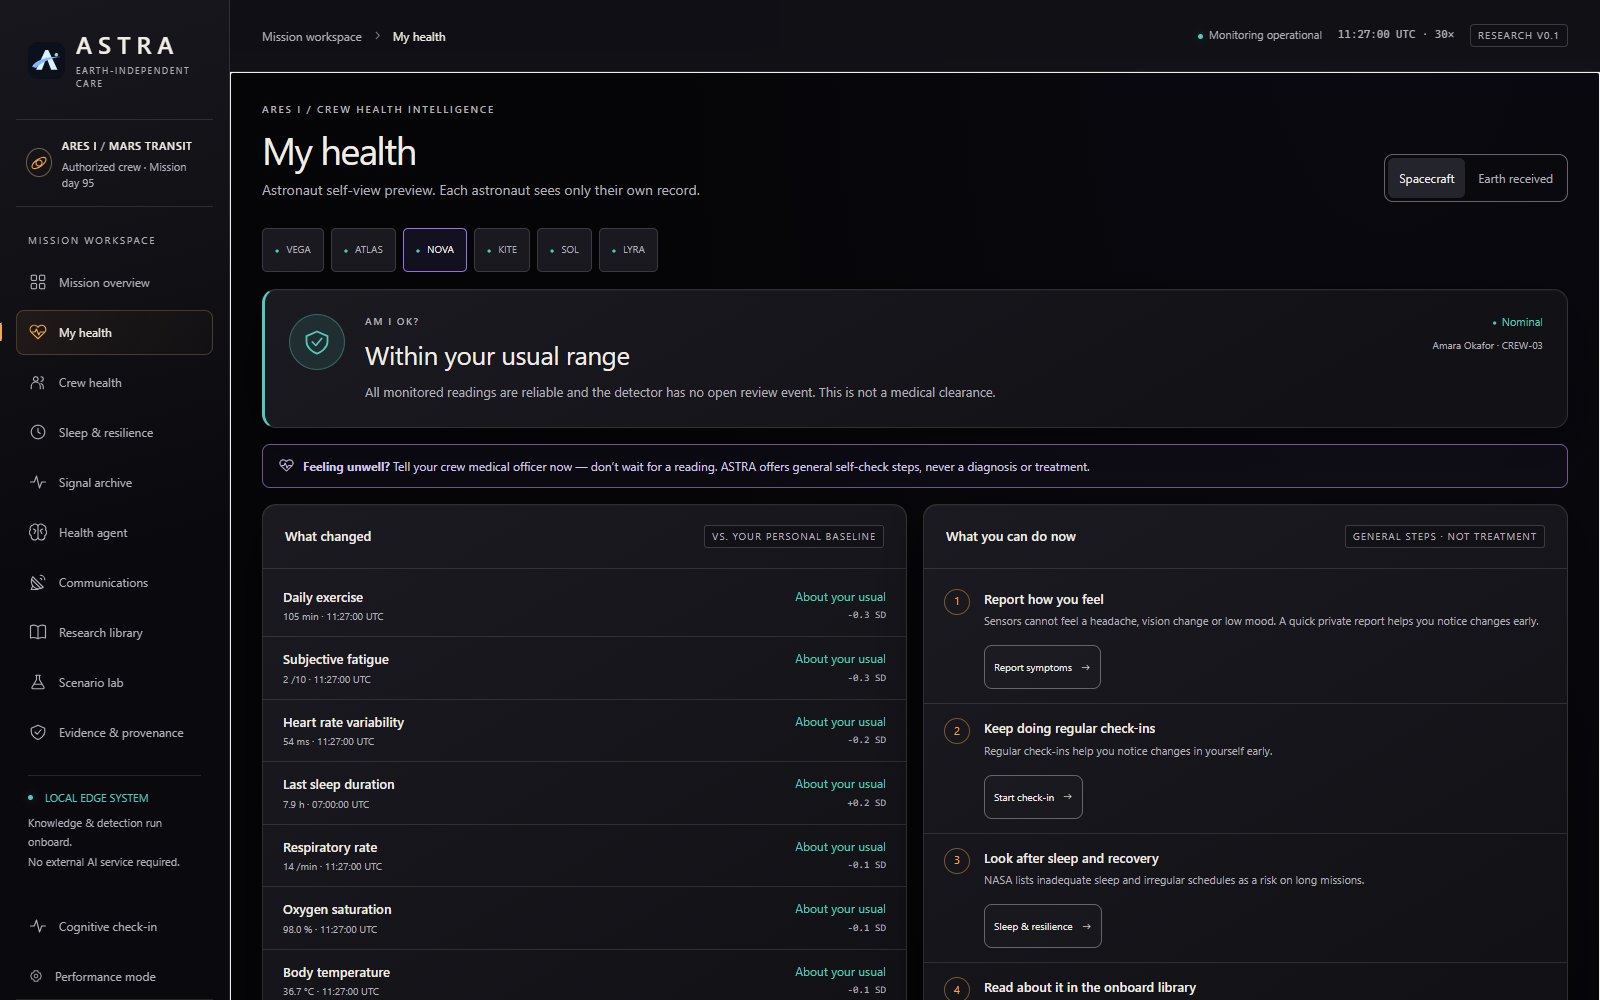 ASTRA
EARTH-INDEPENDENT
CARE
ARES I / MARS TRANSIT
Authorized crew · Mission
day 95
MISSION WORKSPACE
Mission overview
My health
Crew health
Sleep & resilience
Signal archive
Health agent
Communications
Research library
Scenario lab
Evidence & provenance
LOCAL EDGE SYSTEM
Knowledge & detection run
onboard.
No external AI service required.
Cognitive check-in
Performance mode
Mission workspace > My health
Monitoring operational
11:27:00 UTC · 30×
RESEARCH V0.1
ARES I / CREW HEALTH INTELLIGENCE
My health
Astronaut self-view preview. Each astronaut sees only their own record.
Spacecraft
Earth received
VEGA
ATLAS
NOVA
KITE
SOL
LYRA
AM I OK?
Within your usual range
All monitored readings are reliable and the detector has no open review event. This is not a medical clearance.
Nominal
Amara Okafor · CREW-03
Feeling unwell? Tell your crew medical officer now — don’t wait for a reading. ASTRA offers general self-check steps, never a diagnosis or treatment.
What changed
VS. YOUR PERSONAL BASELINE
Daily exercise
About your usual
105 min · 11:27:00 UTC
-0.3 SD
Subjective fatigue
About your usual
2 /10 · 11:27:00 UTC
-0.3 SD
Heart rate variability
About your usual
54 ms · 11:27:00 UTC
-0.2 SD
Last sleep duration
About your usual
7.9 h · 07:00:00 UTC
+0.2 SD
Respiratory rate
About your usual
14 /min · 11:27:00 UTC
-0.1 SD
Oxygen saturation
About your usual
98.0 % · 11:27:00 UTC
-0.1 SD
Body temperature
About your usual
36.7 °C · 11:27:00 UTC
-0.1 SD
What you can do now
GENERAL STEPS · NOT TREATMENT
1
Report how you feel
Sensors cannot feel a headache, vision change or low mood. A quick private report helps you notice changes early.
Report symptoms →
2
Keep doing regular check-ins
Regular check-ins help you notice changes in yourself early.
Start check-in →
3
Look after sleep and recovery
NASA lists inadequate sleep and irregular schedules as a risk on long missions.
Sleep & resilience →
4
Read about it in the onboard library